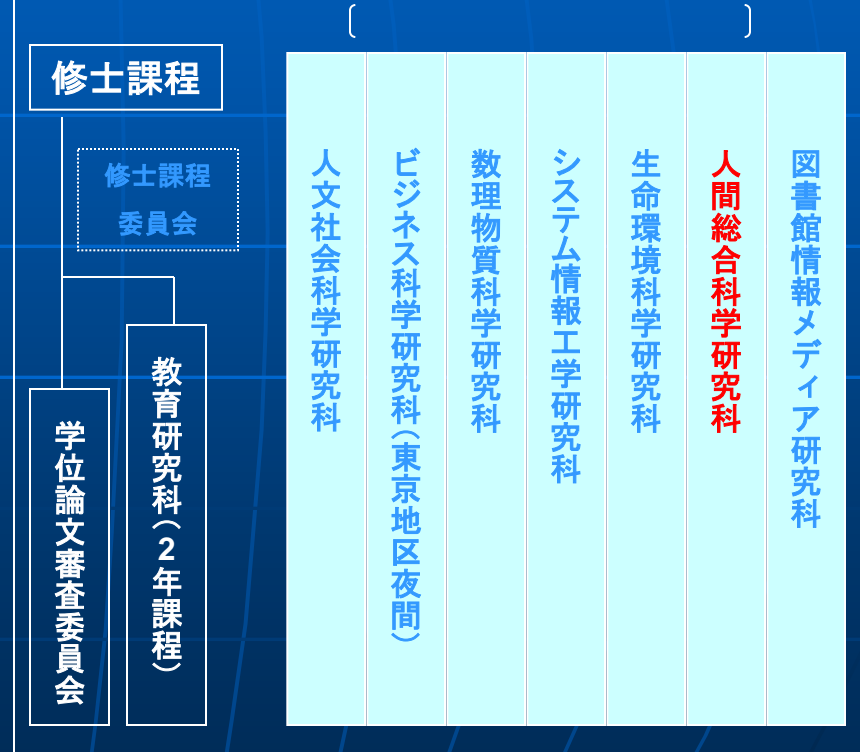 修士課程
修士課程
委員会
学位論文審査委員会
教育研究科(2年課程)
人文社会科学研究科
ビジネス科学研究科(東京地区夜間)
数理物質科学研究科
システム情報工学研究科
生命環境科学研究科
人間総合科学研究科
図書館情報メディア研究科